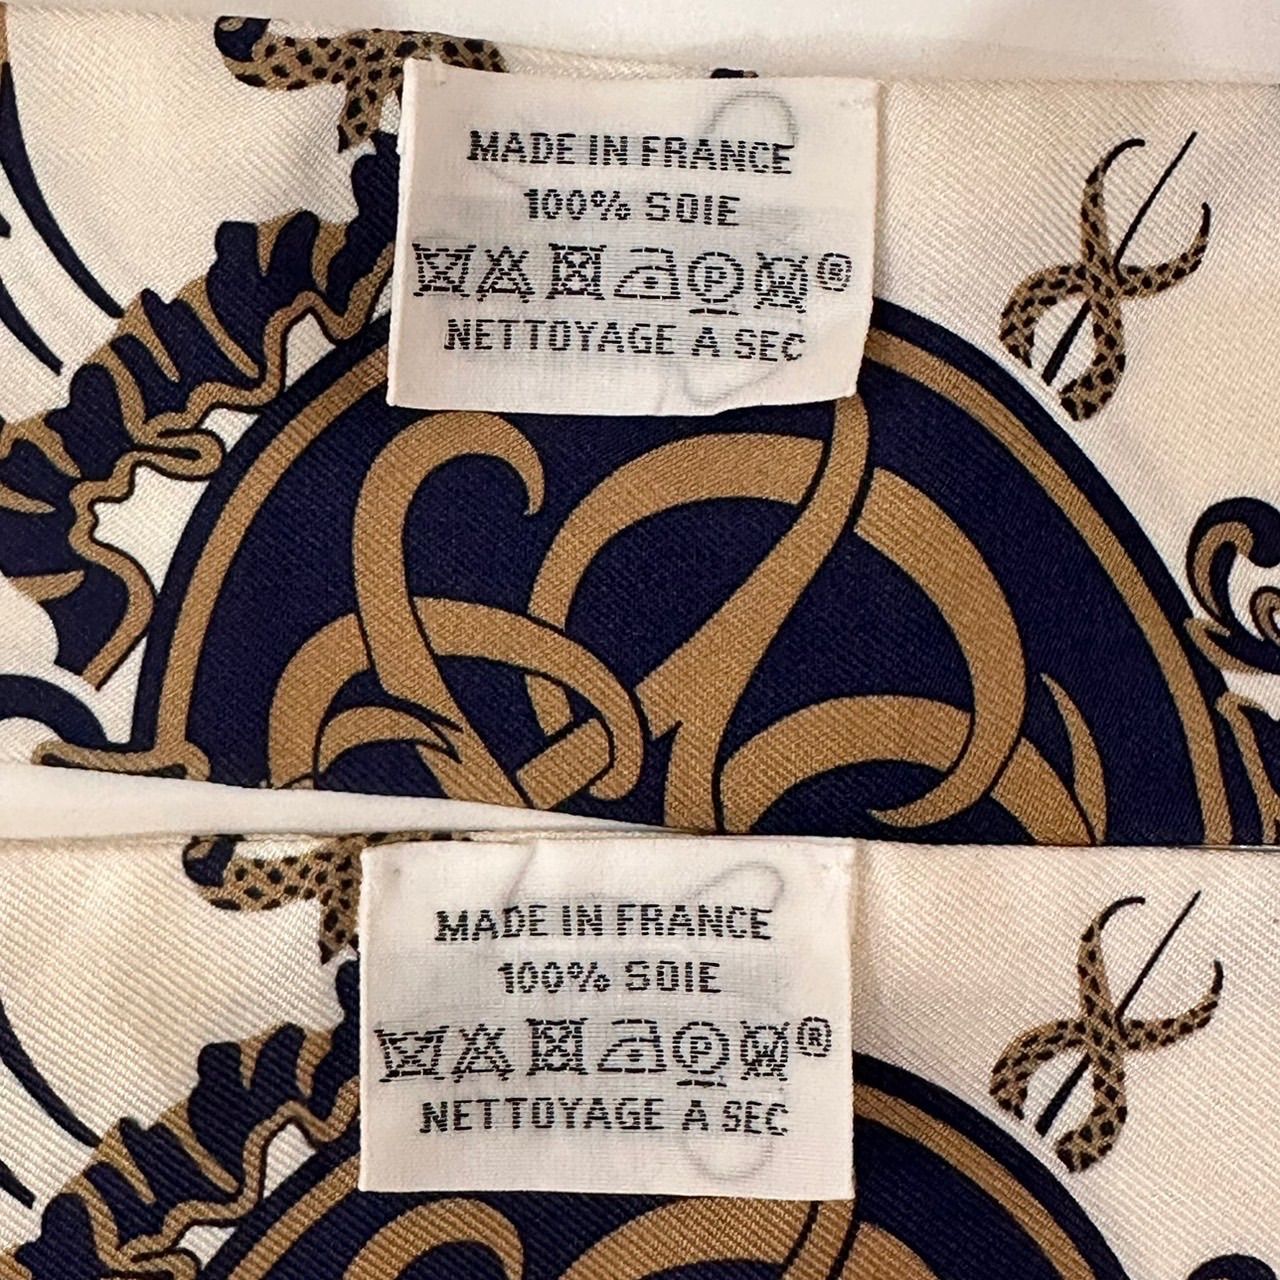 MADE IN FRANCE
100% SOIE
P ®
NETTOYAGE A SEC
MADE IN FRANCE
100% SOIE
P ®
NETTOYAGE A SEC